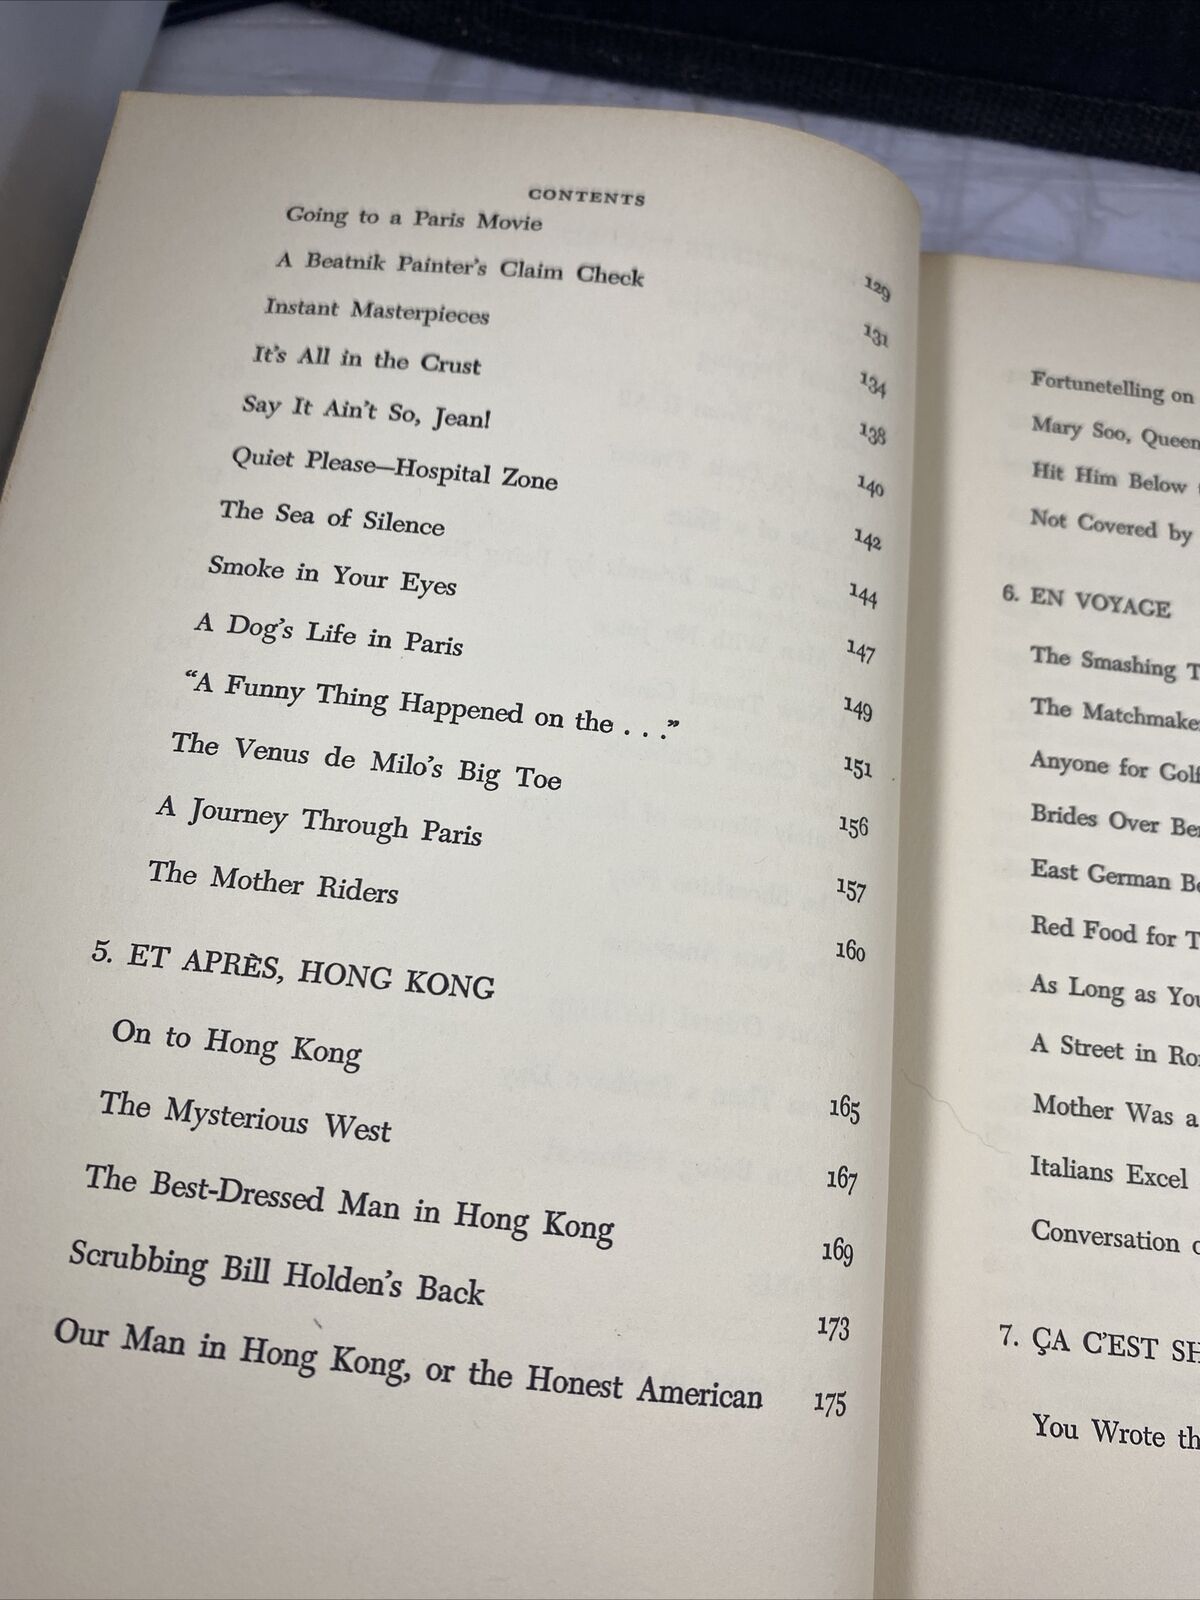 CONTENTS
Going to a Paris Movie 129
A Beatnik Painter's Claim Check 131
Instant Masterpieces 134
It's All in the Crust 138
Say It Ain't So, Jean! 140
Quiet Please—Hospital Zone 142
The Sea of Silence 144
Smoke in Your Eyes 147
A Dog's Life in Paris 149
“A Funny Thing Happened on the . . .” 151
The Venus de Milo's Big Toe 156
A Journey Through Paris 157
The Mother Riders 160
5. ET APRÈS, HONG KONG
On to Hong Kong 165
The Mysterious West 167
The Best-Dressed Man in Hong Kong 169
Scrubbing Bill Holden's Back 173
Our Man in Hong Kong, or the Honest American 175
Fortunetelling on
Mary Soo, Queen
Hit Him Below
Not Covered by
6. EN VOYAGE
The Smashing T
The Matchmake
Anyone for Golf
Brides Over Be
East German Be
Red Food for T
As Long as You
A Street in Ro
Mother Was a
Italians Excel
Conversation
7. ÇA C'EST SH
You Wrote th